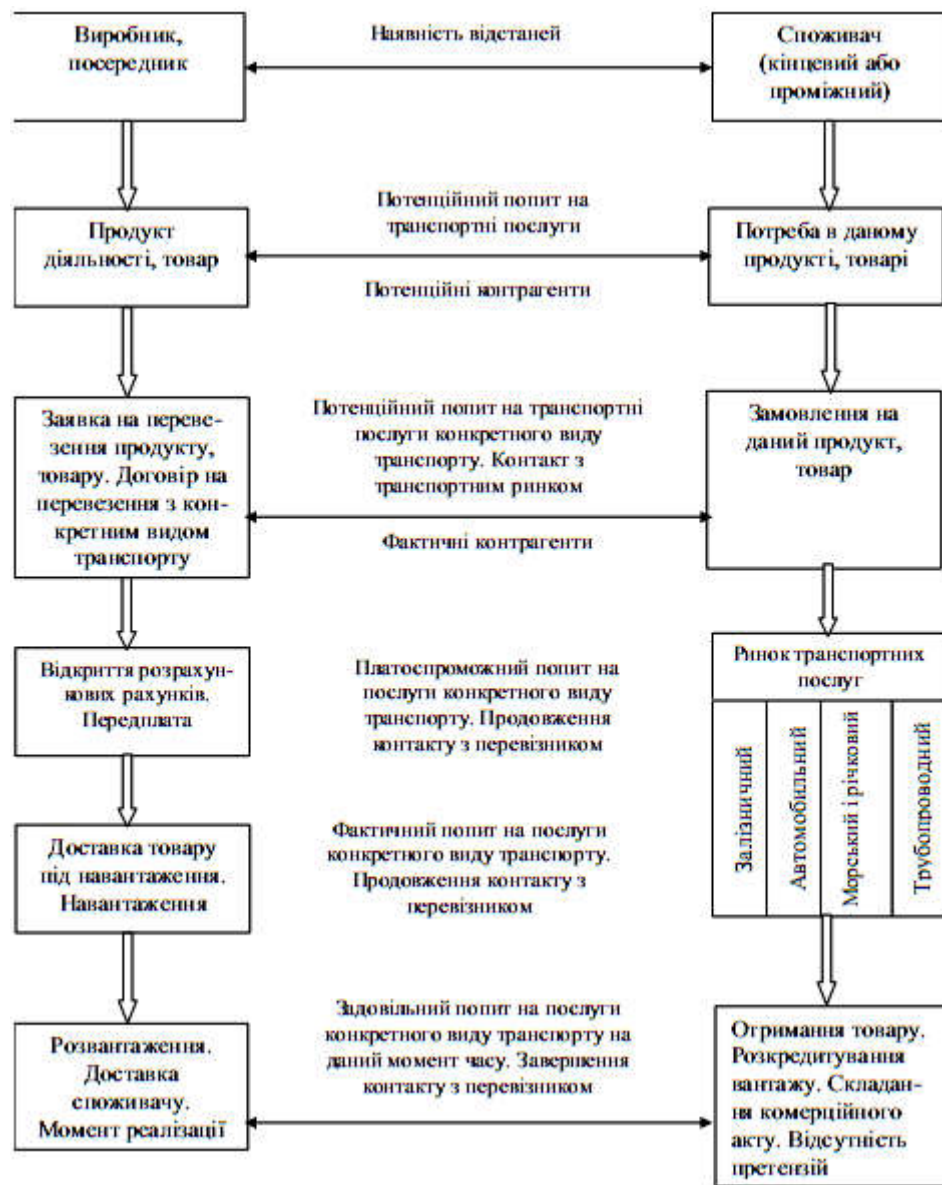 Виробник,
посередник
Наявність відстаней
Споживач
(кінцевий або
проміжний)
Продукт
діяльності, товар
Потенційний попит на
транспортні послуги
Потенційні контрагенти
Потреба в даному
продукті, товарі
Заявка на переве-
зення продукту,
товару. Договір на
перевезення з кон-
кретним видом
транспорту
Потенційний попит на транспортні
послуги конкретного виду
транспорту. Контакт з
транспортним ринком
Фактичні контрагенти
Замовлення на
даний продукт,
товар
Відкриття розрахун-
кових рахунків.
Передплата
Платоспроможний попит на
послуги конкретного виду
транспорту. Продовження
контакту з перевізником
Ринок транспортних
послуг
Залізничний
Автомобільний
Морський і річковий
Трубопроводний
Доставка товару
під навантаження.
Навантаження
Фактичний попит на послуги
конкретного виду транспорту.
Продовження контакту з
перевізником
Розвантаження.
Доставка
споживачу.
Момент реалізації
Задовільний попит на послуги
конкретного виду транспорту на
даний момент часу. Завершення
контакту з перевізником
Отримання товару.
Розкредитування
вантажу. Складан-
ня комерційного
акту. Відсутність
претензій